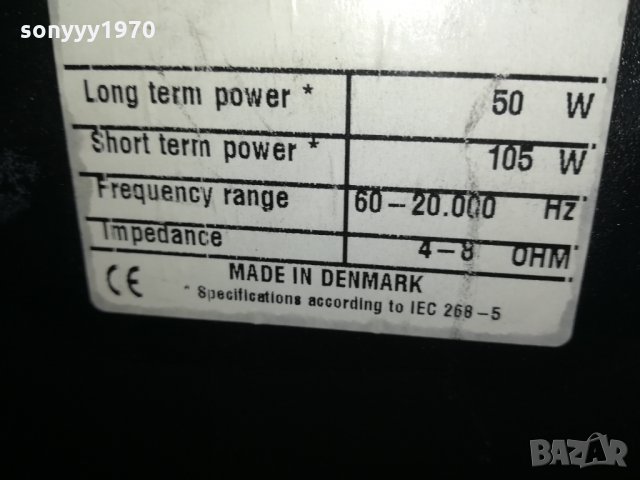 sonyyy1970
Long term power * 50 W
Short term power * 105 W
Frequency range 60-20.000 Hz
Impedance 4-8 OHM
CE MADE IN DENMARK
* Specifications according to IEC 268-5
BAZAR